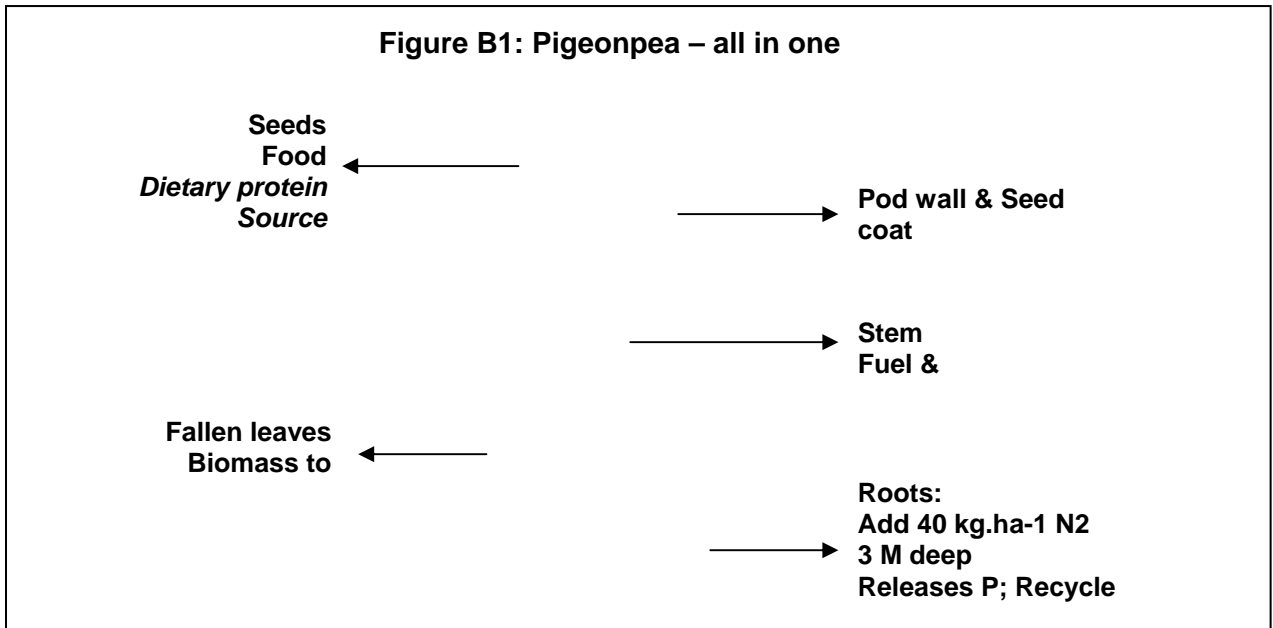 Figure B1: Pigeonpea – all in one
Seeds
Food
Dietary protein
Source
Pod wall & Seed
coat
Stem
Fuel &
Fallen leaves
Biomass to
Roots:
Add 40 kg.ha-1 N2
3 M deep
Releases P; Recycle